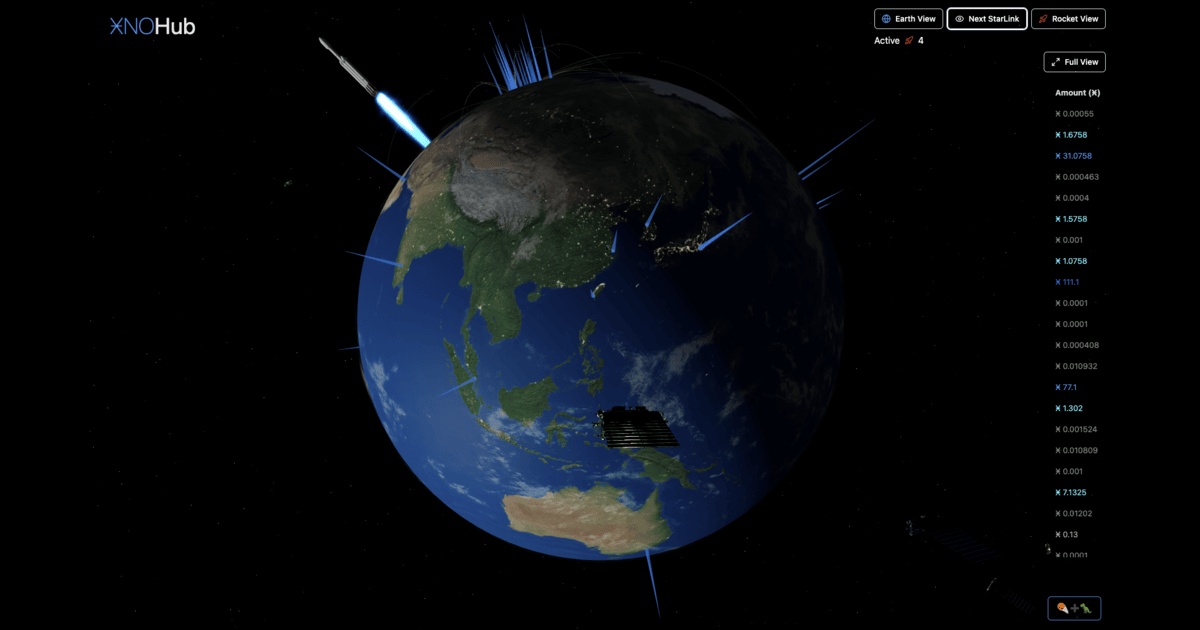 ӾNOHub
Earth View
Next StarLink
Rocket View
Active 4
Full View
Amount (Ӿ)
Ӿ 0.00055
Ӿ 1.6758
Ӿ 31.0758
Ӿ 0.000463
Ӿ 0.0004
Ӿ 1.5758
Ӿ 0.001
Ӿ 1.0758
Ӿ 111.1
Ӿ 0.0001
Ӿ 0.0001
Ӿ 0.000408
Ӿ 0.010932
Ӿ 77.1
Ӿ 1.302
Ӿ 0.001524
Ӿ 0.010809
Ӿ 0.001
Ӿ 7.1325
Ӿ 0.01202
Ӿ 0.13
Ӿ 0.0001